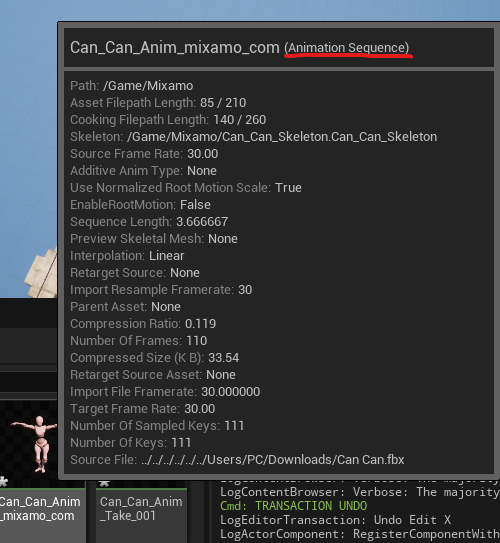 Can_Can_Anim_mixamo_com (Animation Sequence)
Path: /Game/Mixamo
Asset Filepath Length: 85 / 210
Cooking Filepath Length: 140 / 260
Skeleton: /Game/Mixamo/Can_Can_Skeleton.Can_Can_Skeleton
Source Frame Rate: 30.00
Additive Anim Type: None
Use Normalized Root Motion Scale: True
EnableRootMotion: False
Sequence Length: 3.666667
Preview Skeletal Mesh: None
Interpolation: Linear
Retarget Source: None
Import Resample Framerate: 30
Parent Asset: None
Compression Ratio: 0.119
Number Of Frames: 110
Compressed Size (K B): 33.54
Retarget Source Asset: None
Import File Framerate: 30.000000
Target Frame Rate: 30.00
Number Of Sampled Keys: 111
Number Of Keys: 111
Source File: ../../../../../../Users/PC/Downloads/Can Can.fbx
Can_Can_Anim
_mixamo_com
Can_Can_Anim
_Take_001
LogContentBrowser: Verbose: The majority
Cmd: TRANSACTION UNDO
LogEditorTransaction: Undo Edit X
LogActorComponent: RegisterComponentWith